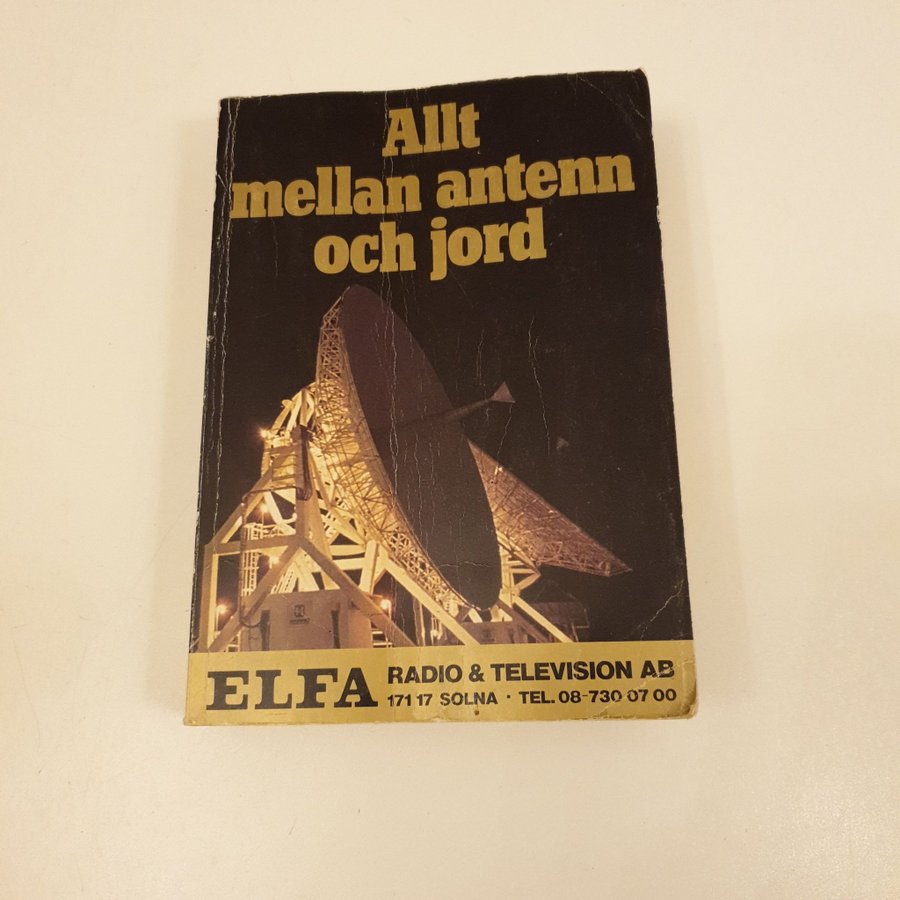 Allt
mellan antenn
och jord
ELFA
RADIO & TELEVISION AB
171 17 SOLNA · TEL. 08-730 07 00